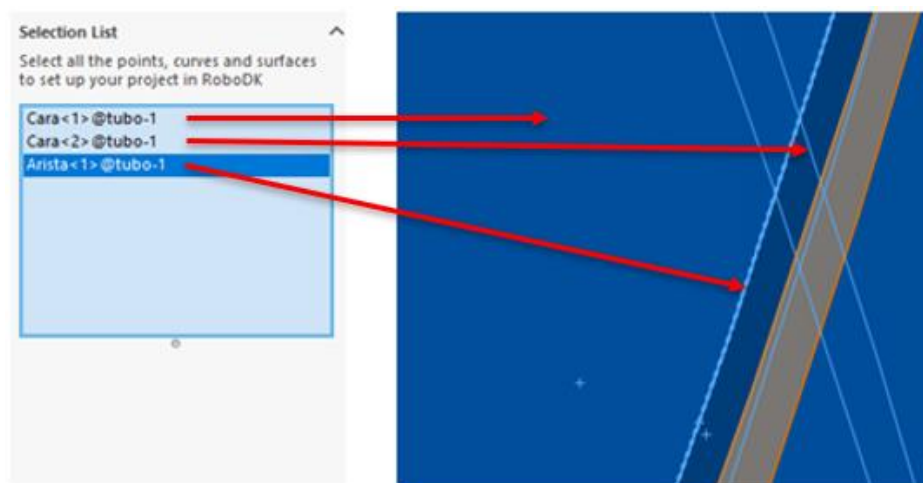 Selection List
Select all the points, curves and surfaces
to set up your project in RoboDK
Cara<1>@tubo-1
Cara<2>@tubo-1
Arista<1>@tubo-1